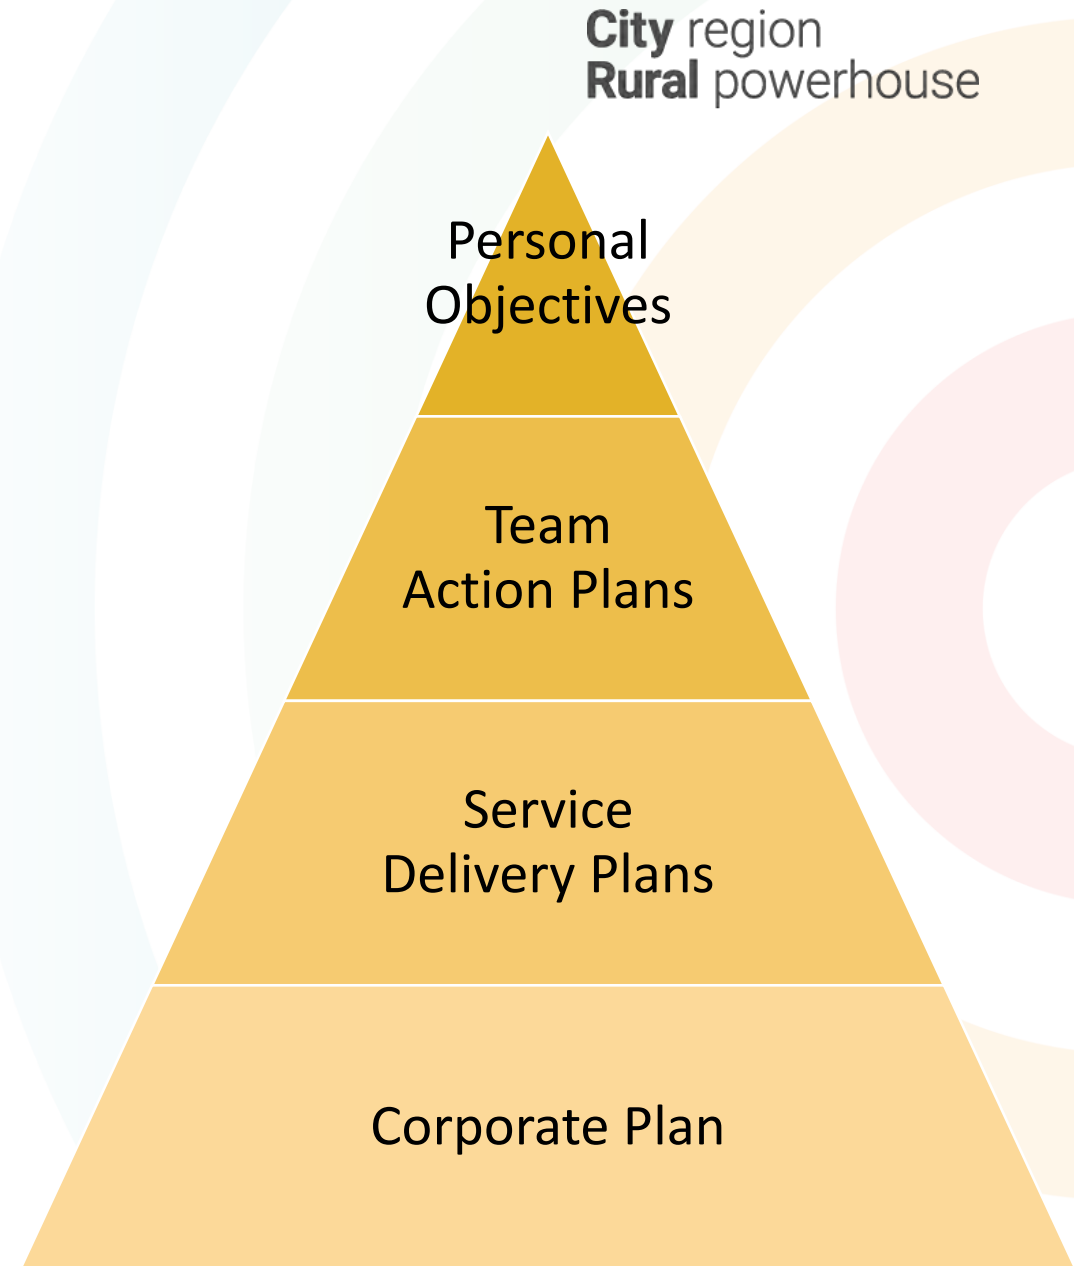 City region
Rural powerhouse
Personal
Objectives
Team
Action Plans
Service
Delivery Plans
Corporate Plan